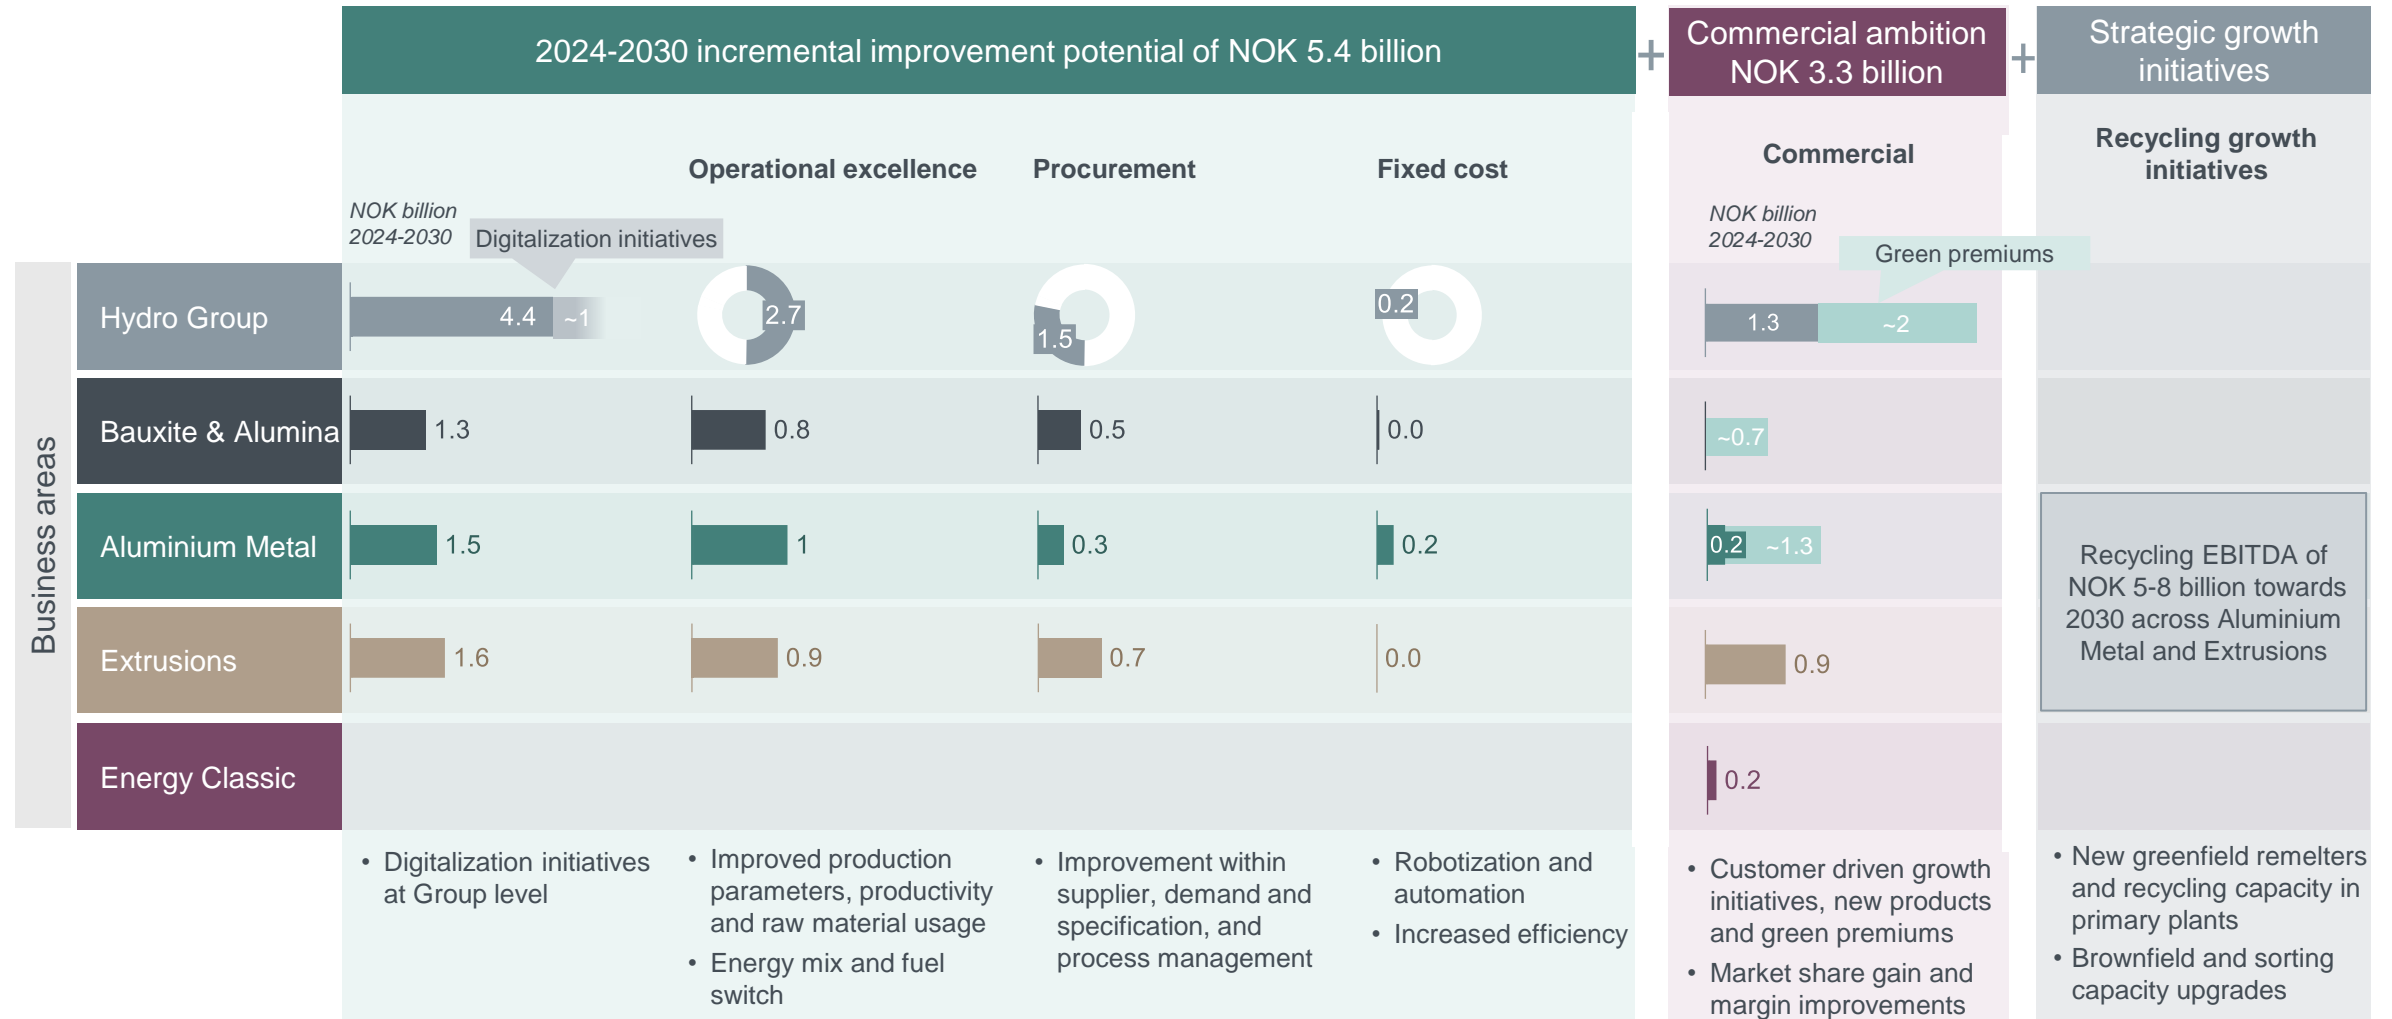 2024-2030 incremental improvement potential of NOK 5.4 billion
+
Commercial ambition
NOK 3.3 billion
+
Strategic growth
initiatives
Operational excellence
Procurement
Fixed cost
Commercial
Recycling growth
initiatives
NOK billion
2024-2030
Digitalization initiatives
NOK billion
2024-2030
Green premiums
Business areas
Hydro Group
4.4
~1
2.7
1.5
0.2
1.3
~2
Bauxite & Alumina
1.3
0.8
0.5
0.0
~0.7
Aluminium Metal
1.5
1
0.3
0.2
0.2
~1.3
Extrusions
1.6
0.9
0.7
0.0
0.9
Recycling EBITDA of
NOK 5-8 billion towards
2030 across Aluminium
Metal and Extrusions
Energy Classic
0.2
• Digitalization initiatives
at Group level
• Improved production
parameters, productivity
and raw material usage
• Energy mix and fuel
switch
• Improvement within
supplier, demand and
specification, and
process management
• Robotization and
automation
• Increased efficiency
• Customer driven growth
initiatives, new products
and green premiums
• Market share gain and
margin improvements
• New greenfield remelters
and recycling capacity in
primary plants
• Brownfield and sorting
capacity upgrades